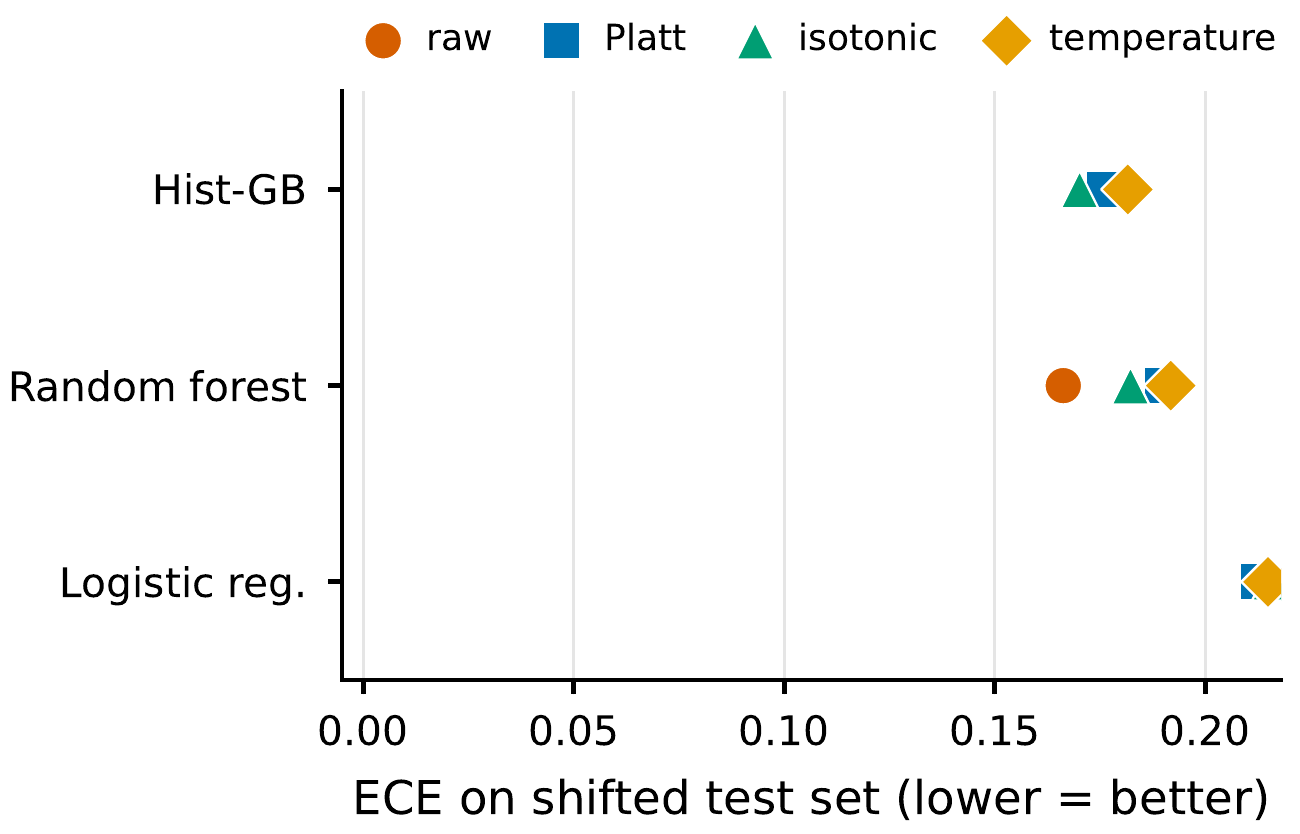 raw Platt isotonic temperature
Hist-GB
Random forest
Logistic reg.
0.00 0.05 0.10 0.15 0.20
ECE on shifted test set (lower = better)